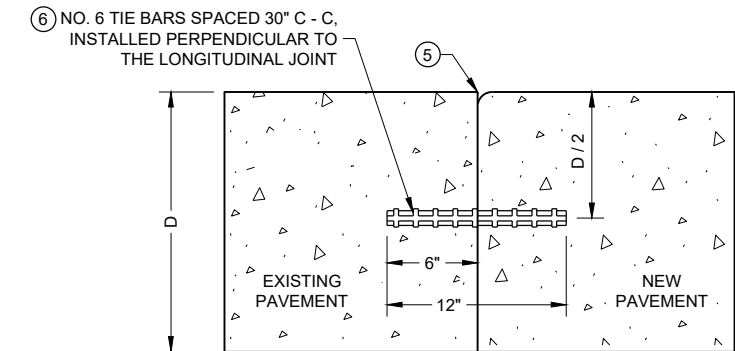 6 NO. 6 TIE BARS SPACED 30" C - C,
INSTALLED PERPENDICULAR TO
THE LONGITUDINAL JOINT
5
D
D / 2
6"
12"
EXISTING
PAVEMENT
NEW
PAVEMENT